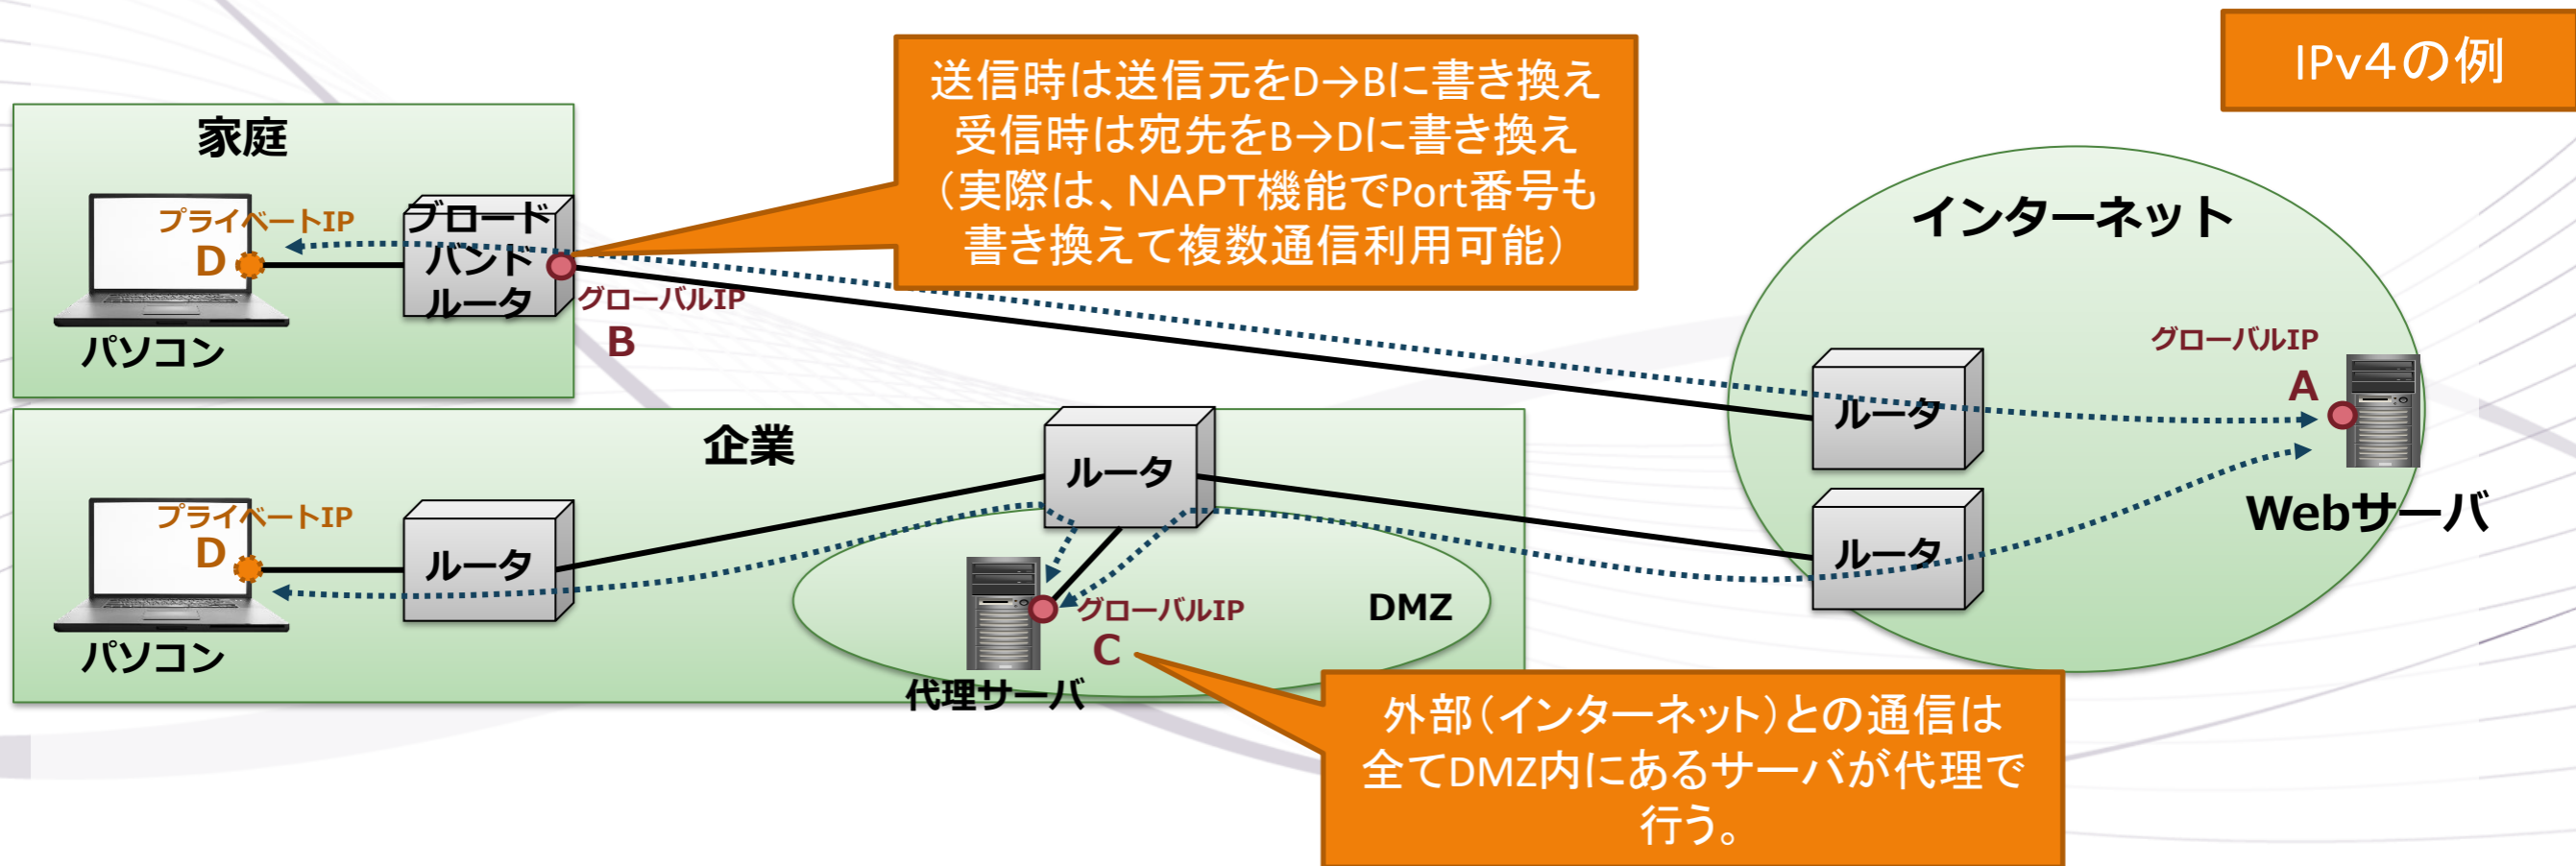 IPv4の例
送信時は送信元をD→Bに書き換え
受信時は宛先をB→Dに書き換え
（実際は、NAPT機能でPort番号も
書き換えて複数通信利用可能）
家庭
プライベートIP
D
パソコン
ブロード
バンド
ルータ
グローバルIP
B
インターネット
グローバルIP
A
ルータ
ルータ
Webサーバ
企業
プライベートIP
D
パソコン
ルータ
ルータ
グローバルIP
C
DMZ
代理サーバ
外部（インターネット）との通信は
全てDMZ内にあるサーバが代理で
行う。